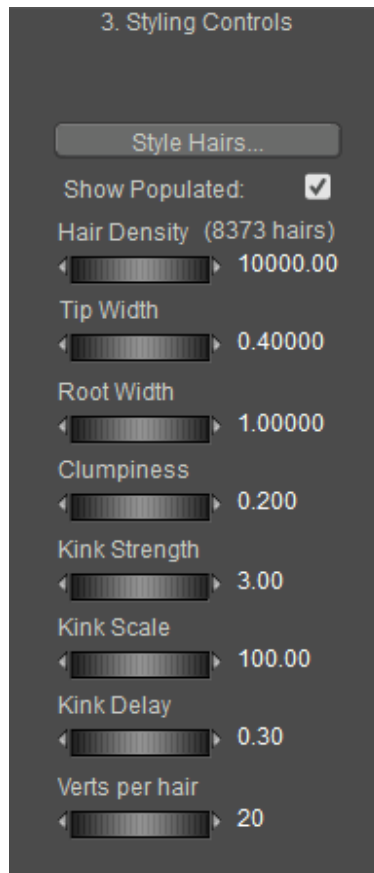 3. Styling Controls
Style Hairs...
Show Populated:
Hair Density (8373 hairs)
10000.00
Tip Width
0.40000
Root Width
1.00000
Clumpiness
0.200
Kink Strength
3.00
Kink Scale
100.00
Kink Delay
0.30
Verts per hair
20